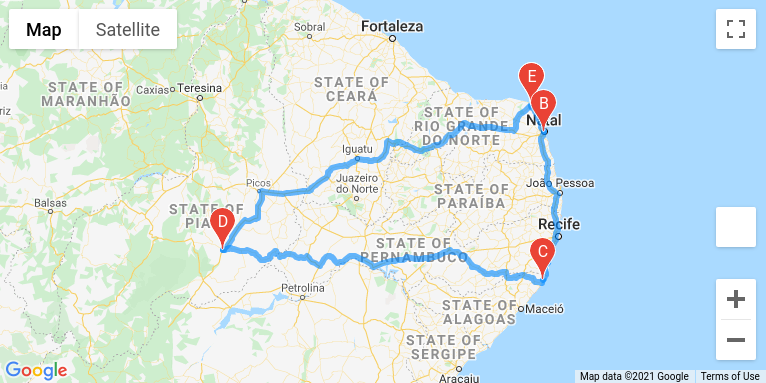 Map
Satellite
Sobral
Fortaleza
STATE OF
MARANHÃO
Caxias
Teresina
STATE OF
CEARÁ
E
B
Natal
STATE OF
RIO GRANDE
DO NORTE
Iguatu
Picos
Juazeiro
do Norte
João Pessoa
STATE OF
PARAÍBA
Balsas
STATE OF
PIA
D
Recife
STATE OF
PERNAMBUCO
C
Petrolina
STATE OF
ALAGOAS
Maceió
STATE OF
SERGIPE
Aracaju
Google
Map data ©2021 Google
Terms of Use